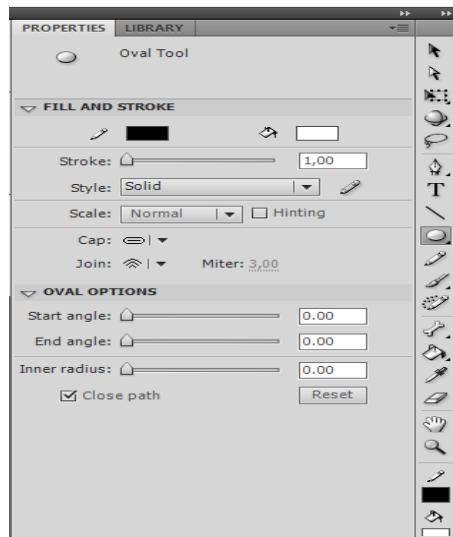 PROPERTIES LIBRARY
Oval Tool
FILL AND STROKE
Stroke: 1,00
Style: Solid
Scale: Normal Hinting
Cap:
Join: Miter: 3,00
OVAL OPTIONS
Start angle: 0.00
End angle: 0.00
Inner radius: 0.00
Close path Reset
T